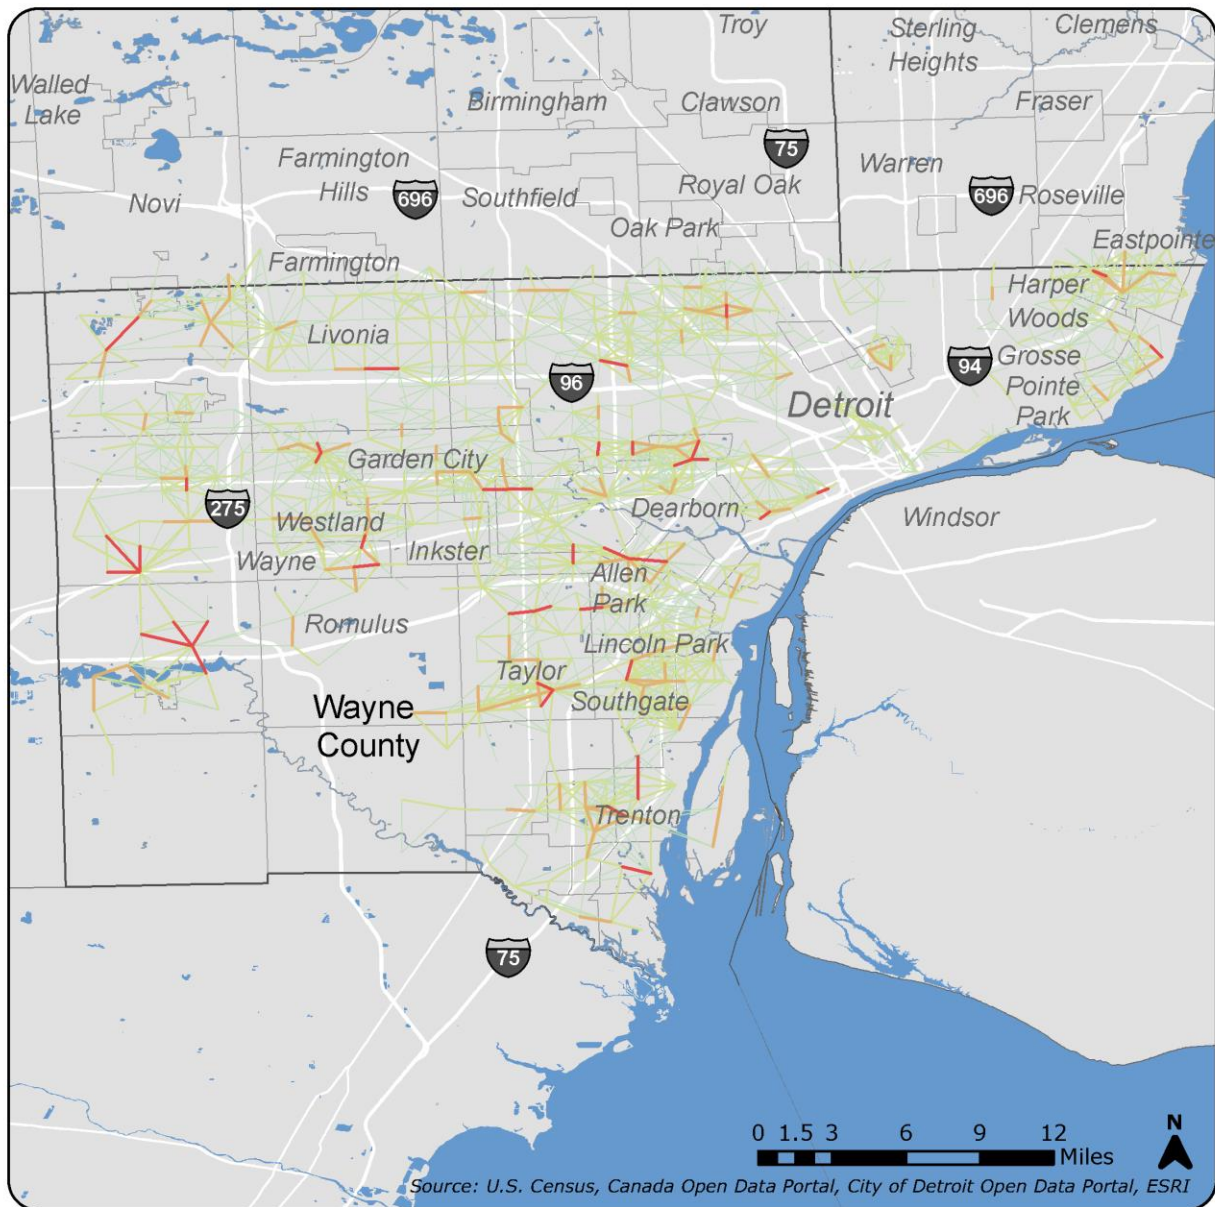 Troy
Sterling
Heights
Clemens
Walled
Lake
Birmingham
Clawson
Fraser
75
Farmington
Hills
696
Novi
Southfield
Royal Oak
Warren
696
Roseville
Oak Park
Eastpointe
Farmington
Harper
Woods
Livonia
96
94
Grosse
Pointe
Park
Detroit
Garden City
275
Westland
Dearborn
Windsor
Wayne
Inkster
Allen
Park
Romulus
Lincoln Park
Taylor
Southgate
Wayne
County
Trenton
75
N
0 1.5 3 6 9 12
Miles
Source: U.S. Census, Canada Open Data Portal, City of Detroit Open Data Portal, ESRI